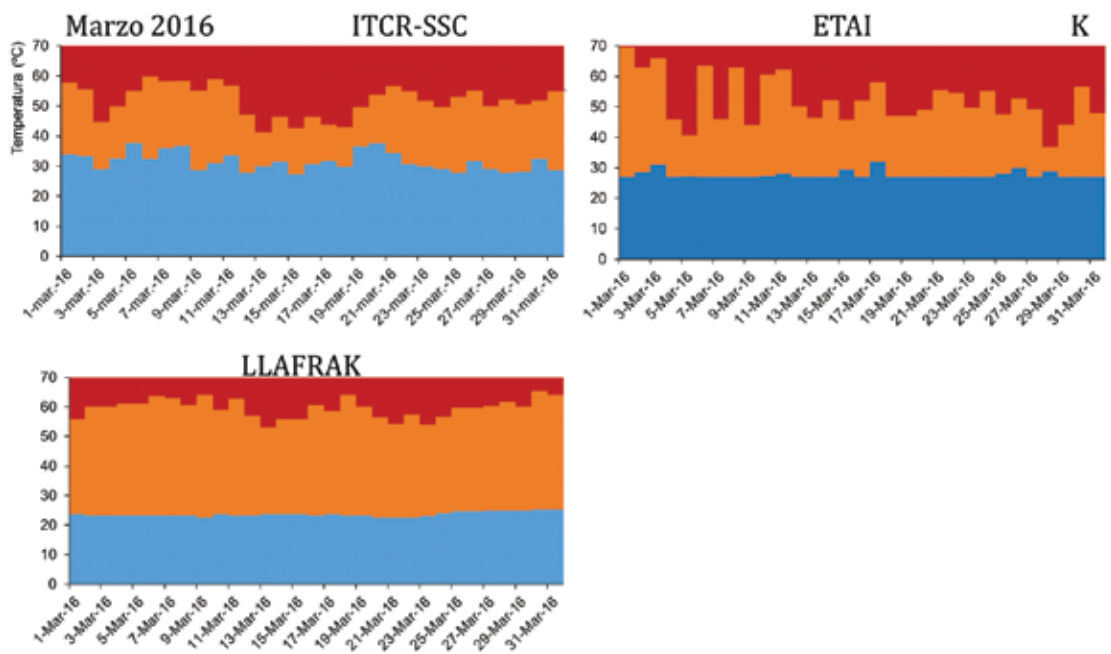 Marzo 2016 ITCR-SSC
Temperatura (ºC)
70
60
50
40
30
20
10
0
1-mar.-16
3-mar.-16
5-mar.-16
7-mar.-16
9-mar.-16
11-mar.-16
13-mar.-16
15-mar.-16
17-mar.-16
19-mar.-16
21-mar.-16
23-mar.-16
25-mar.-16
27-mar.-16
29-mar.-16
31-mar.-16
ETAI K
70
60
50
40
30
20
10
0
1-Mar-16
3-Mar-16
5-Mar-16
7-Mar-16
9-Mar-16
11-Mar-16
13-Mar-16
15-Mar-16
17-Mar-16
19-Mar-16
21-Mar-16
23-Mar-16
25-Mar-16
27-Mar-16
29-Mar-16
31-Mar-16
LLAFRAK
70
60
50
40
30
20
10
0
1-Mar-16
3-Mar-16
5-Mar-16
7-Mar-16
9-Mar-16
11-Mar-16
13-Mar-16
15-Mar-16
17-Mar-16
19-Mar-16
21-Mar-16
23-Mar-16
25-Mar-16
27-Mar-16
29-Mar-16
31-Mar-16